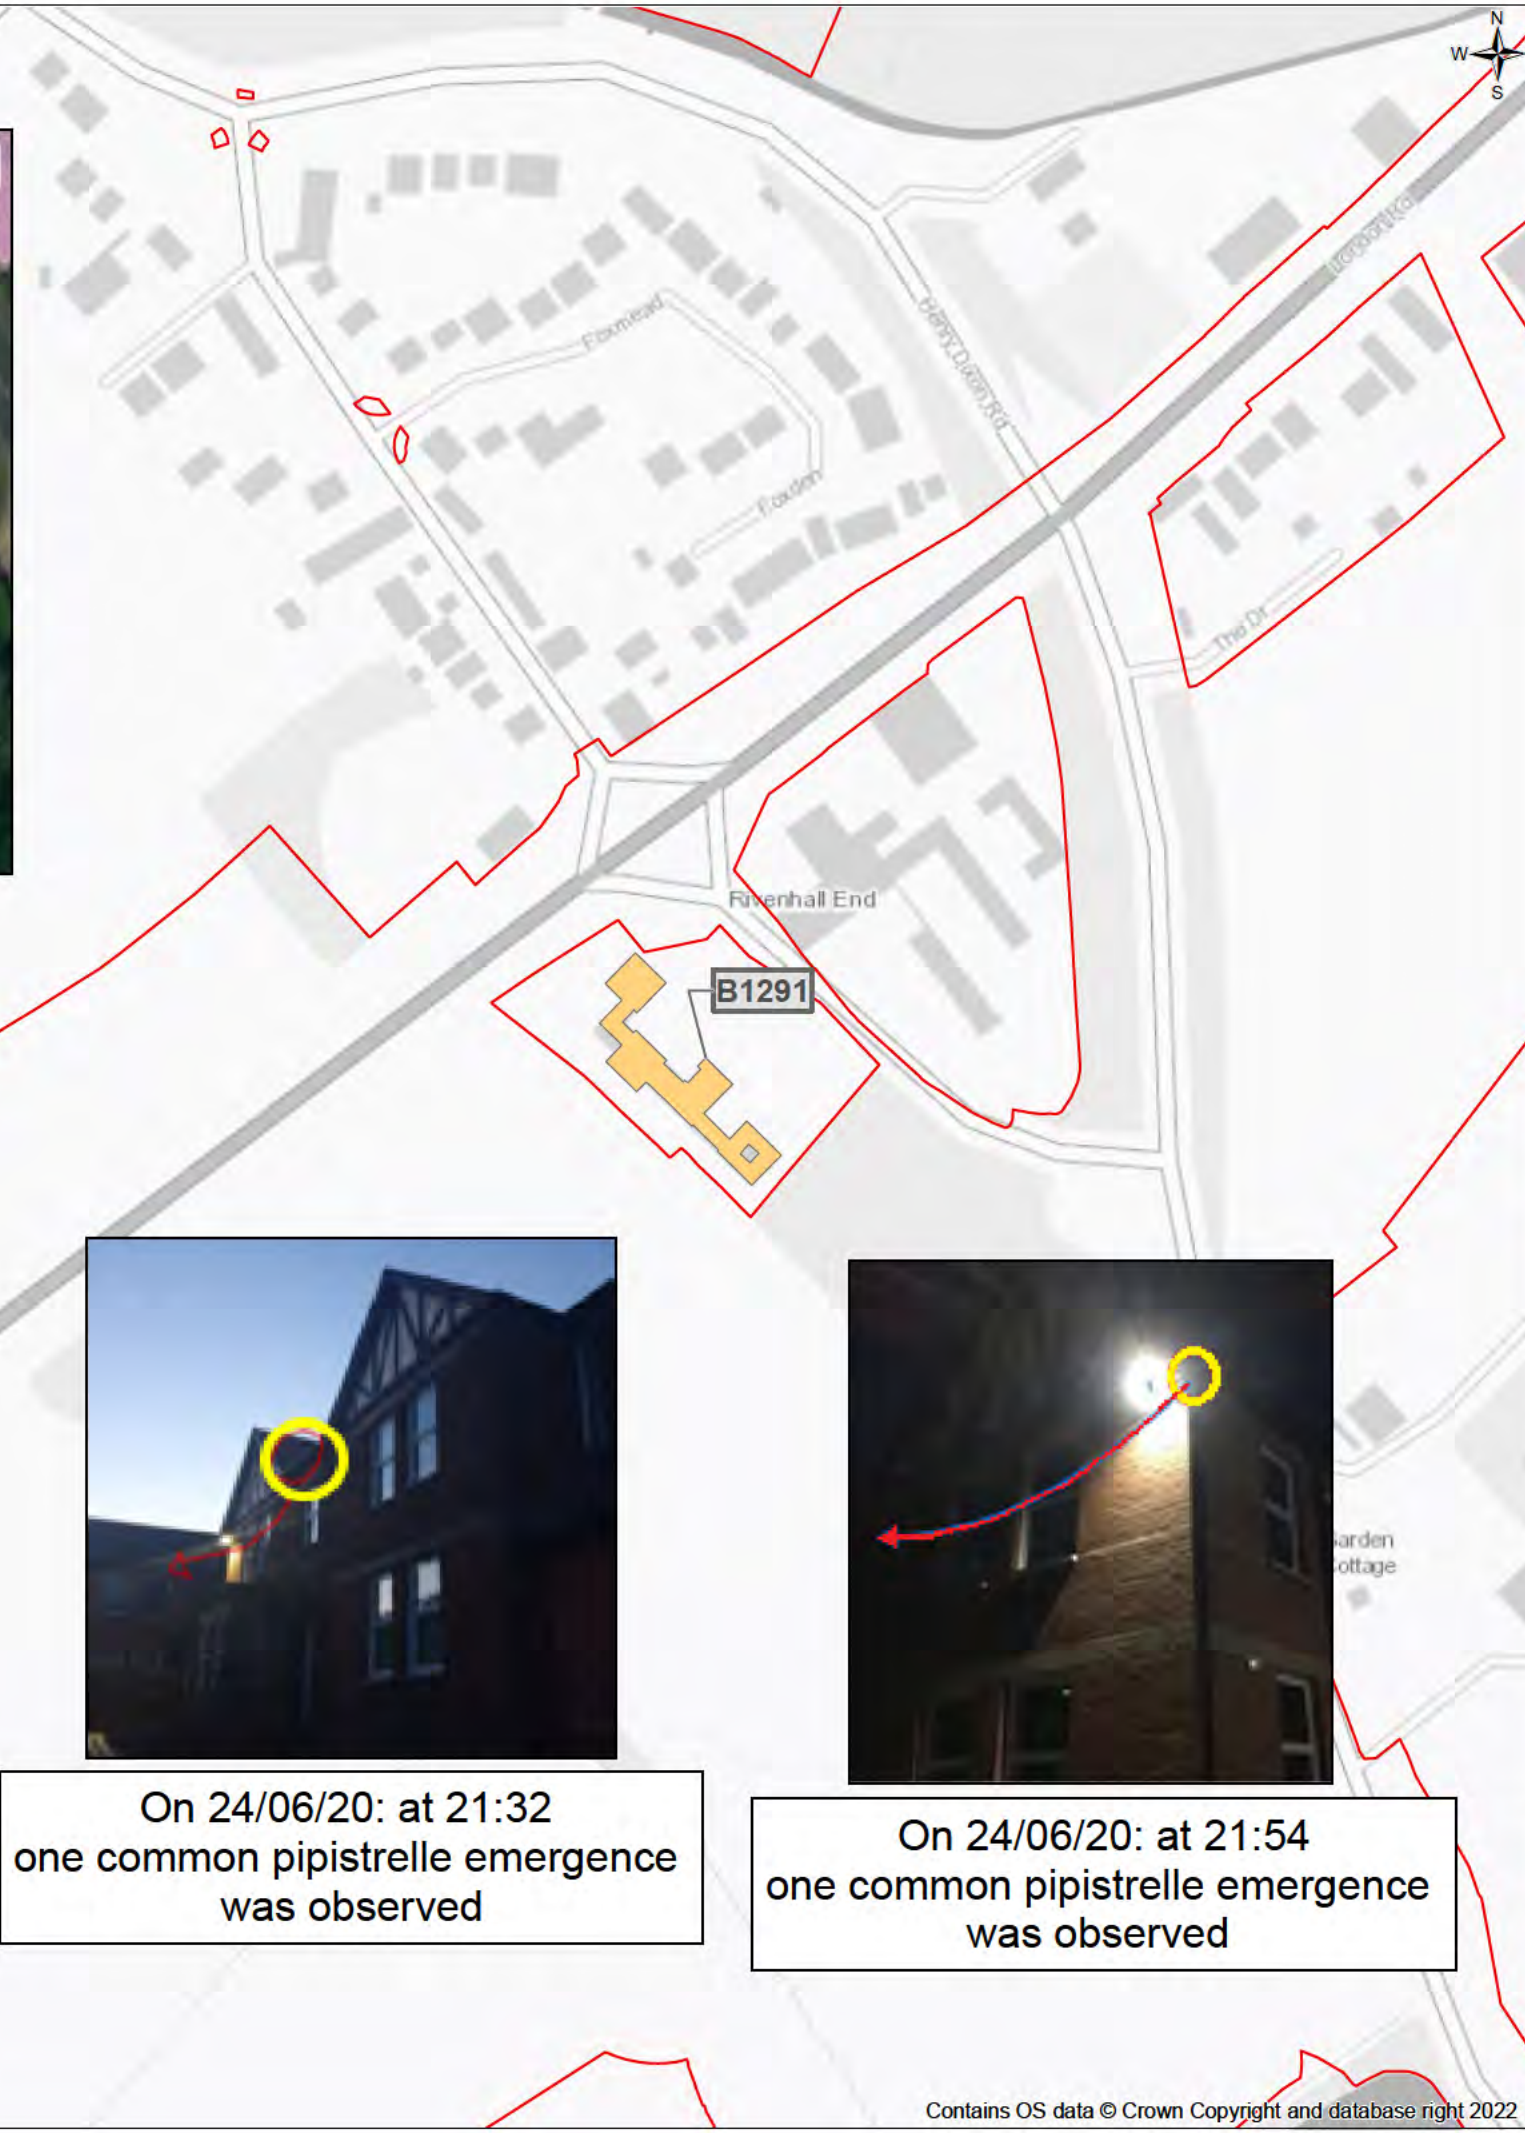 N
W
S
London Rd
Foxmead
Henry Dixon Rd
Foxden
The Dr
Rivenhall End
B1291
arden
ottage
On 24/06/20: at 21:32
one common pipistrelle emergence
was observed
On 24/06/20: at 21:54
one common pipistrelle emergence
was observed
Contains OS data © Crown Copyright and database right 2022